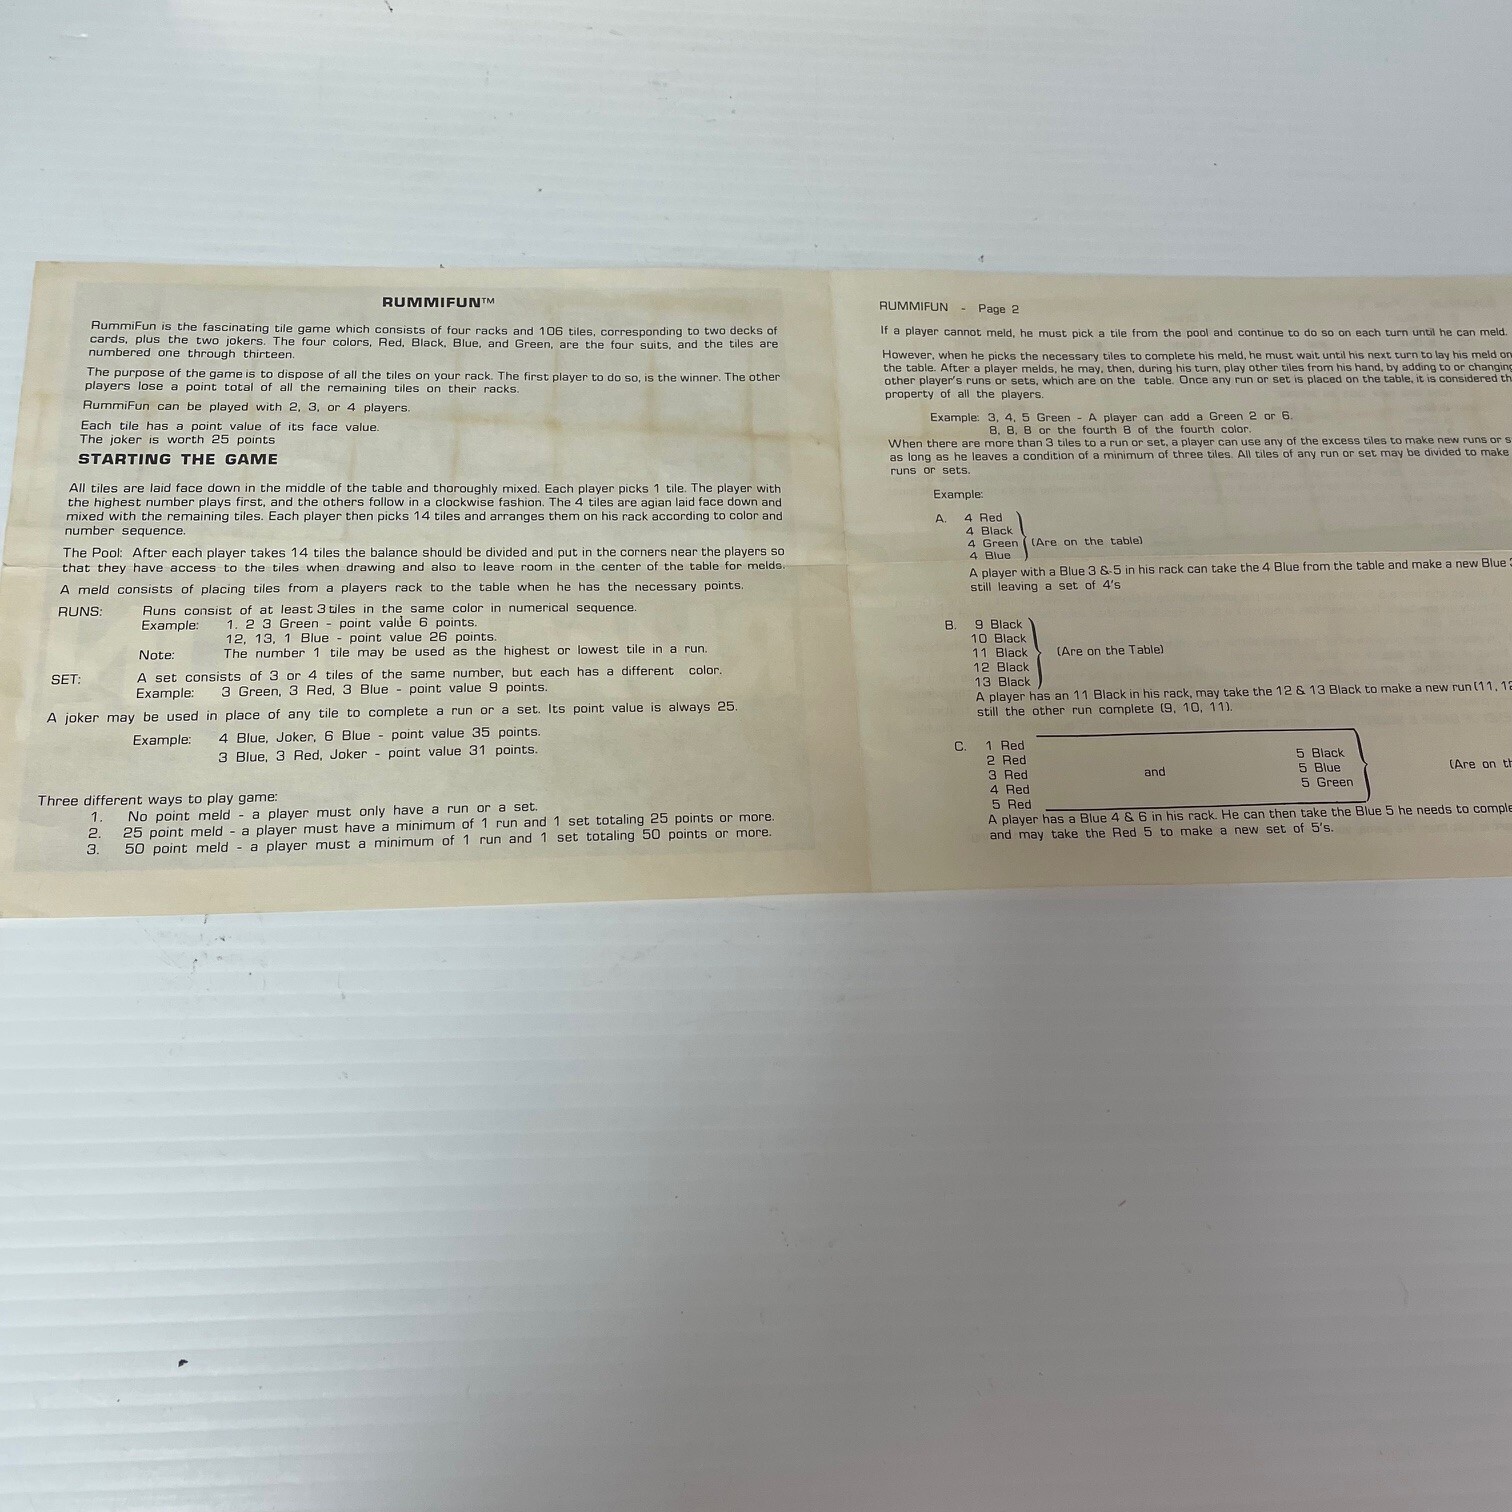 RUMMIFUN™
RummiFun is the fascinating tile game which consists of four racks and 106 tiles, corresponding to two decks of
cards, plus the two jokers. The four colors, Red, Black, Blue, and Green, are the four suits, and the tiles are
numbered one through thirteen.
The purpose of the game is to dispose of all the tiles on your rack. The first player to do so, is the winner. The other
players lose a point total of all the remaining tiles on their racks.
RummiFun can be played with 2, 3, or 4 players.
Each tile has a point value of its face value.
The joker is worth 25 points
STARTING THE GAME
All tiles are laid face down in the middle of the table and thoroughly mixed. Each player picks 1 tile. The player with
the highest number plays first, and the others follow in a clockwise fashion. The 4 tiles are agian laid face down and
mixed with the remaining tiles. Each player then picks 14 tiles and arranges them on his rack according to color and
number sequence.
The Pool: After each player takes 14 tiles the balance should be divided and put in the corners near the players so
that they have access to the tiles when drawing and also to leave room in the center of the table for melds.
A meld consists of placing tiles from a players rack to the table when he has the necessary points.
RUNS: Runs consist of at least 3 tiles in the same color in numerical sequence.
Example: 1, 2 3 Green - point value 6 points.
12, 13, 1 Blue - point value 26 points.
Note: The number 1 tile may be used as the highest or lowest tile in a run.
SET: A set consists of 3 or 4 tiles of the same number, but each has a different color.
Example: 3 Green, 3 Red, 3 Blue - point value 9 points.
A joker may be used in place of any tile to complete a run or a set. Its point value is always 25.
Example: 4 Blue, Joker, 6 Blue - point value 35 points.
3 Blue, 3 Red, Joker - point value 31 points.
Three different ways to play game:
1. No point meld - a player must only have a run or a set.
2. 25 point meld - a player must have a minimum of 1 run and 1 set totaling 25 points or more.
3. 50 point meld - a player must a minimum of 1 run and 1 set totaling 50 points or more.
RUMMIFUN - Page 2
If a player cannot meld, he must pick a tile from the pool and continue to do so on each turn until he can meld.
However, when he picks the necessary tiles to complete his meld, he must wait until his next turn to lay his meld on
the table. After a player melds, he may, then, during his turn, play other tiles from his hand, by adding to or changing
other player's runs or sets, which are on the table. Once any run or set is placed on the table, it is considered
property of all the players.
Example: 3, 4, 5 Green - A player can add a Green 2 or 6.
8, 8, 8 or the fourth 8 of the fourth color.
When there are more than 3 tiles to a run or set, a player can use any of the excess tiles to make new runs or
as long as he leaves a condition of a minimum of three tiles. All tiles of any run or set may be divided to make
runs or sets.
Example:
A. 4 Red
4 Black
4 Green (Are on the table)
4 Blue
A player with a Blue 3 & 5 in his rack can take the 4 Blue from the table and make a new Blue
still leaving a set of 4's
B. 9 Black
10 Black
11 Black (Are on the Table)
12 Black
13 Black
A player has an 11 Black in his rack, may take the 12 & 13 Black to make a new run (11, 12
still the other run complete (9, 10, 11).
C. 1 Red
2 Red 5 Black
3 Red and 5 Blue (Are on
4 Red 5 Green
5 Red
A player has a Blue 4 & 6 in his rack. He can then take the Blue 5 he needs to
and may take the Red 5 to make a new set of 5's.